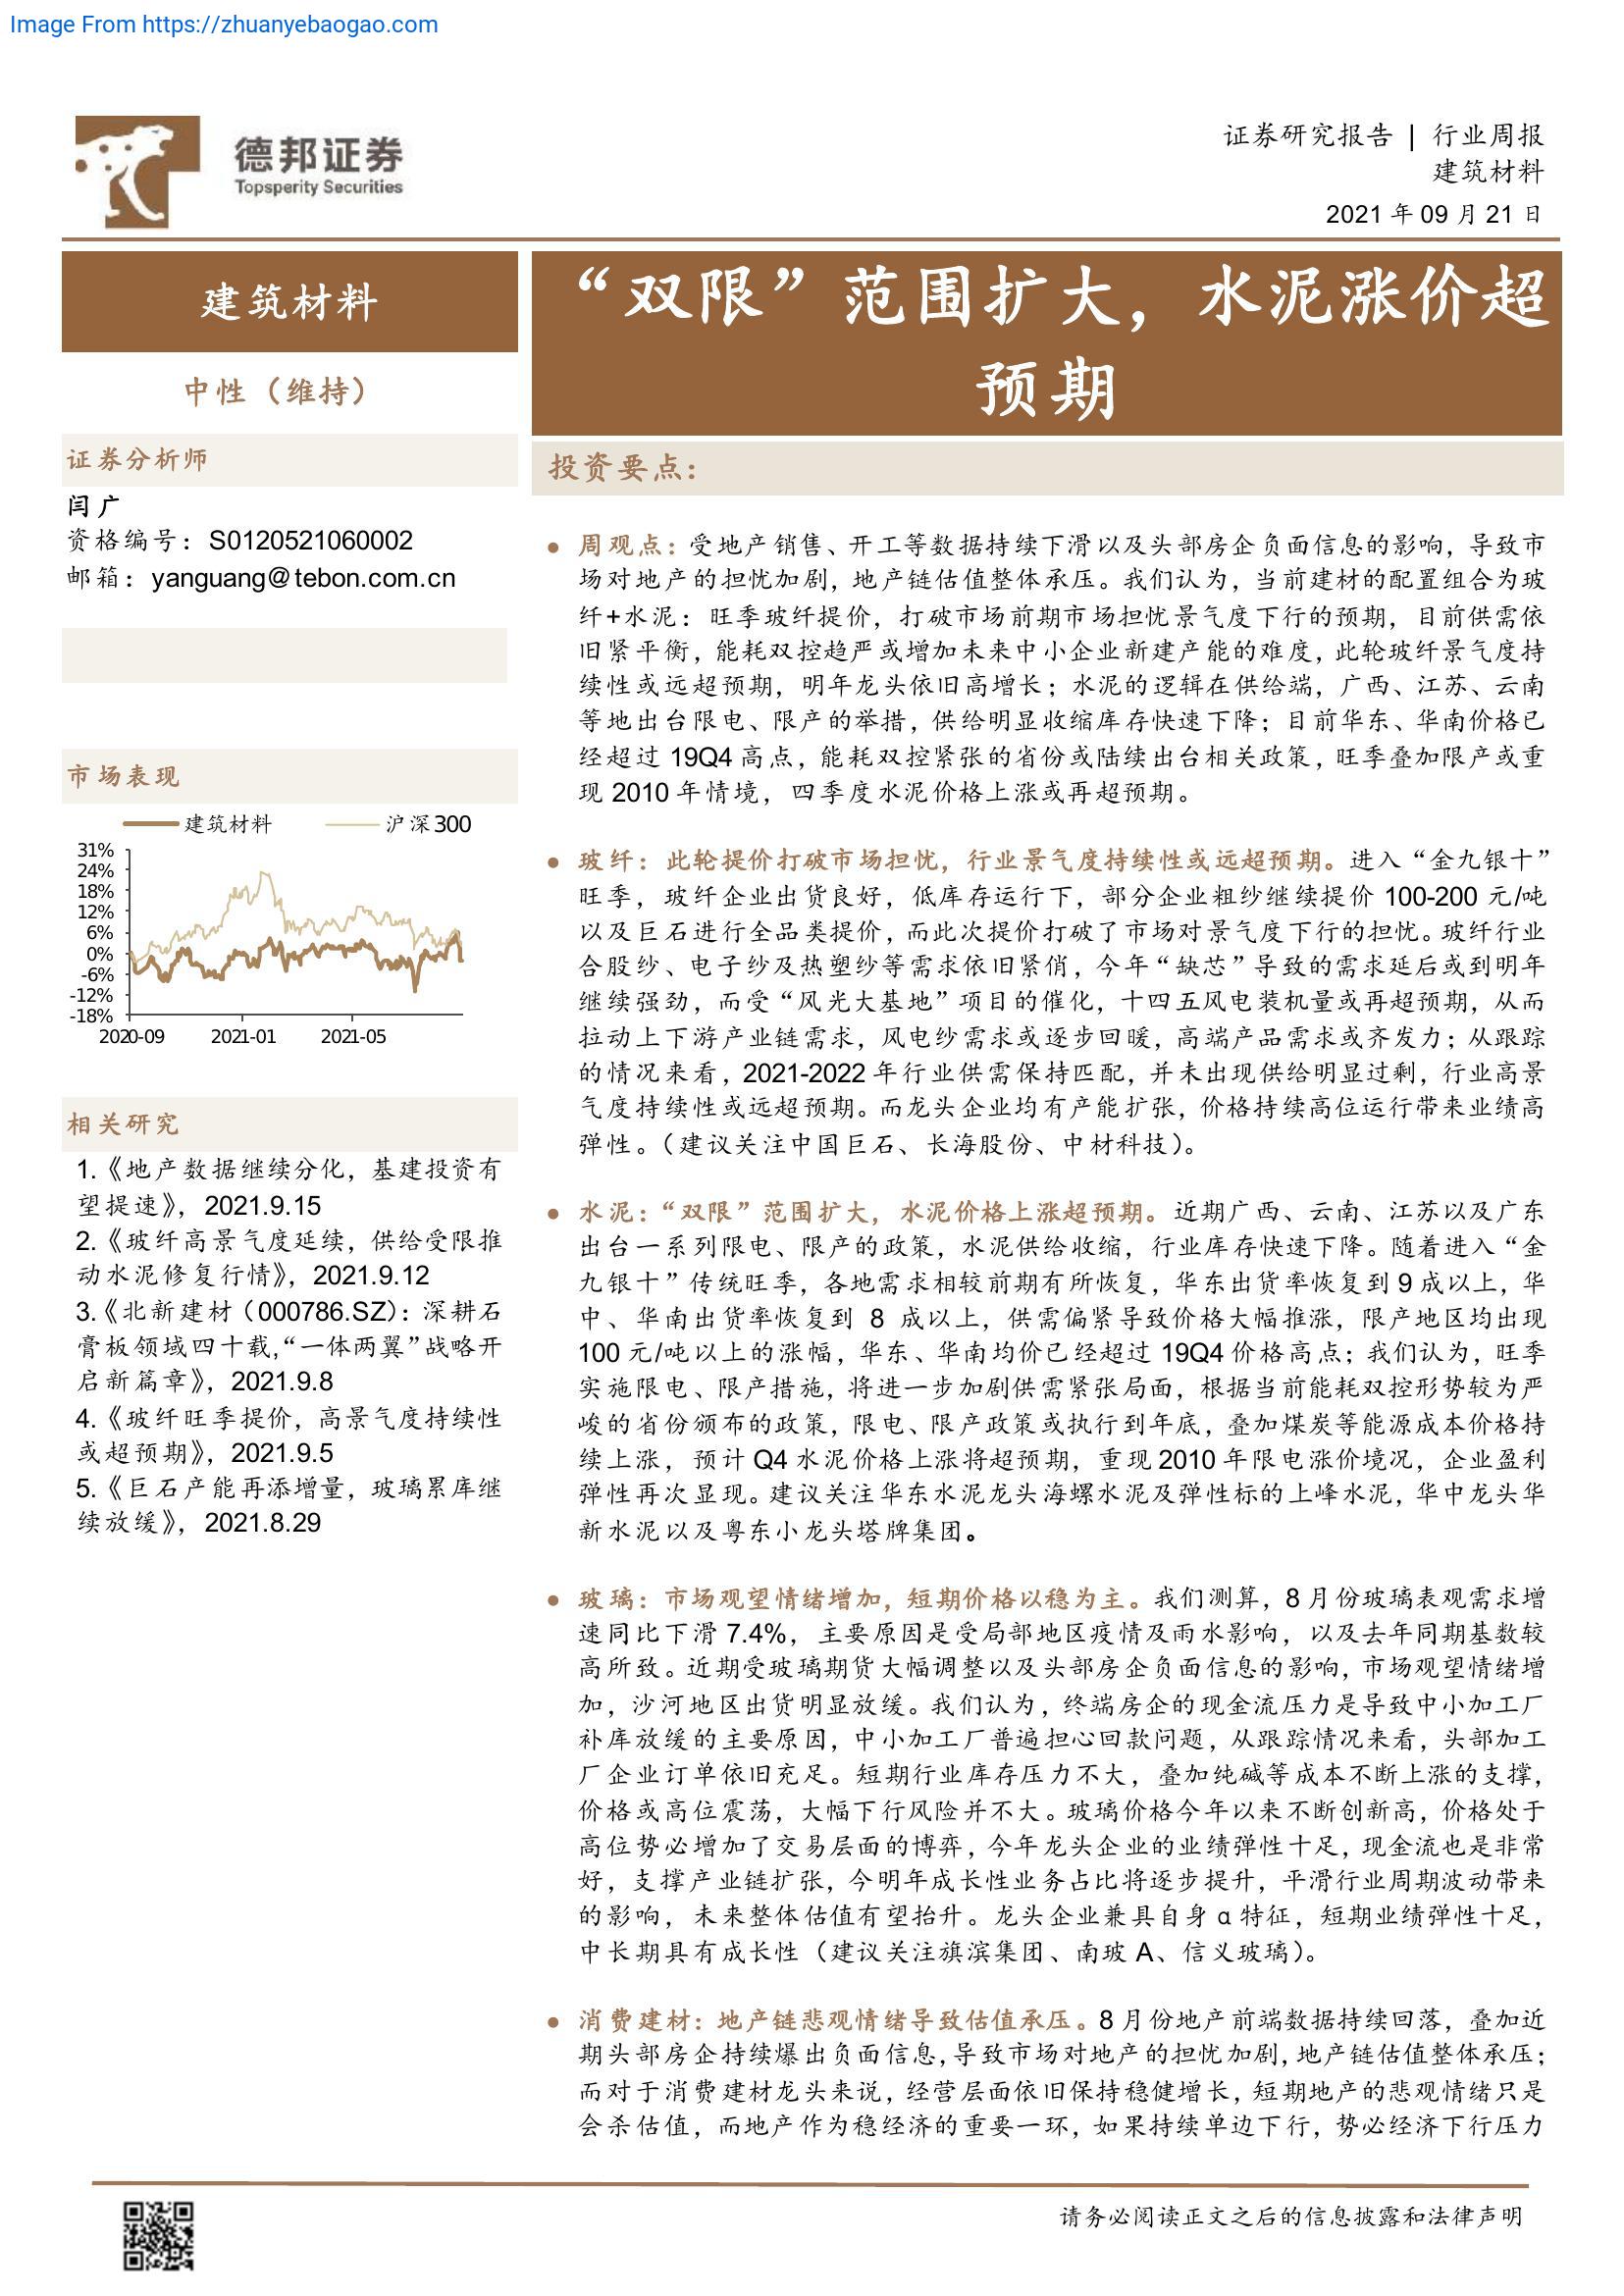 Image From https://zhuanyebaogao.com
德邦证券
Topsperity Securities
证券研究报告 | 行业周报
建筑材料
2021 年 09 月 21 日
建筑材料
中性（维持）
证券分析师
闫广
资格编号：S0120521060002
邮箱：yanguang@tebon.com.cn
市场表现
建筑材料 沪深300
31%
24%
18%
12%
6%
0%
-6%
-12%
-18%
2020-09 2021-01 2021-05
相关研究
1.《地产数据继续分化，基建投资有
望提速》，2021.9.15
2.《玻纤高景气度延续，供给受限推
动水泥修复行情》，2021.9.12
3.《北新建材（000786.SZ）：深耕石
膏板领域四十载,“一体两翼”战略开
启新篇章》，2021.9.8
4.《玻纤旺季提价，高景气度持续性
或超预期》，2021.9.5
5.《巨石产能再添增量，玻璃累库继
续放缓》，2021.8.29
“双限”范围扩大，水泥涨价超
预期
投资要点：
● 周观点：受地产销售、开工等数据持续下滑以及头部房企负面信息的影响，导致市
场对地产的担忧加剧，地产链估值整体承压。我们认为，当前建材的配置组合为玻
纤+水泥：旺季玻纤提价，打破市场前期市场担忧景气度下行的预期，目前供需依
旧紧平衡，能耗双控趋严或增加未来中小企业新建产能的难度，此轮玻纤景气度持
续性或远超预期，明年龙头依旧高增长；水泥的逻辑在供给端，广西、江苏、云南
等地出台限电、限产的举措，供给明显收缩库存快速下降；目前华东、华南价格已
经超过 19Q4 高点，能耗双控紧张的省份或陆续出台相关政策，旺季叠加限产或重
现 2010 年情境，四季度水泥价格上涨或再超预期。
● 玻纤：此轮提价打破市场担忧，行业景气度持续性或远超预期。进入“金九银十”
旺季，玻纤企业出货良好，低库存运行下，部分企业粗纱继续提价 100-200 元/吨
以及巨石进行全品类提价，而此次提价打破了市场对景气度下行的担忧。玻纤行业
合股纱、电子纱及热塑纱等需求依旧紧俏，今年“缺芯”导致的需求延后或到明年
继续强劲，而受“风光大基地”项目的催化，十四五风电装机量或再超预期，从而
拉动上下游产业链需求，风电纱需求或逐步回暖，高端产品需求或齐发力；从跟踪
的情况来看，2021-2022 年行业供需保持匹配，并未出现供给明显过剩，行业高景
气度持续性或远超预期。而龙头企业均有产能扩张，价格持续高位运行带来业绩高
弹性。（建议关注中国巨石、长海股份、中材科技）。
● 水泥：“双限”范围扩大，水泥价格上涨超预期。近期广西、云南、江苏以及广东
出台一系列限电、限产的政策，水泥供给收缩，行业库存快速下降。随着进入“金
九银十”传统旺季，各地需求相较前期有所恢复，华东出货率恢复到 9 成以上，华
中、华南出货率恢复到 8 成以上，供需偏紧导致价格大幅推涨，限产地区均出现
100 元/吨以上的涨幅，华东、华南均价已经超过 19Q4 价格高点；我们认为，旺季
实施限电、限产措施，将进一步加剧供需紧张局面，根据当前能耗双控形势较为严
峻的省份颁布的政策，限电、限产政策或执行到年底，叠加煤炭等能源成本价格持
续上涨，预计 Q4 水泥价格上涨将超预期，重现 2010 年限电涨价境况，企业盈利
弹性再次显现。建议关注华东水泥龙头海螺水泥及弹性标的上峰水泥，华中龙头华
新水泥以及粤东小龙头塔牌集团。
● 玻璃：市场观望情绪增加，短期价格以稳为主。我们测算，8 月份玻璃表观需求增
速同比下滑 7.4%，主要原因是受局部地区疫情及雨水影响，以及去年同期基数较
高所致。近期受玻璃期货大幅调整以及头部房企负面信息的影响，市场观望情绪增
加，沙河地区出货明显放缓。我们认为，终端房企的现金流压力是导致中小加工厂
补库放缓的主要原因，中小加工厂普遍担心回款问题，从跟踪情况来看，头部加工
厂企业订单依旧充足。短期行业库存压力不大，叠加纯碱等成本不断上涨的支撑，
价格或高位震荡，大幅下行风险并不大。玻璃价格今年以来不断创新高，价格处于
高位势必增加了交易层面的博弈，今年龙头企业的业绩弹性十足，现金流也是非常
好，支撑产业链扩张，今明年成长性业务占比将逐步提升，平滑行业周期波动带来
的影响，未来整体估值有望抬升。龙头企业兼具自身 α 特征，短期业绩弹性十足，
中长期具有成长性（建议关注旗滨集团、南玻 A、信义玻璃）。
● 消费建材：地产链悲观情绪导致估值承压。8 月份地产前端数据持续回落，叠加近
期头部房企持续爆出负面信息，导致市场对地产的担忧加剧，地产链估值整体承压；
而对于消费建材龙头来说，经营层面依旧保持稳健增长，短期地产的悲观情绪只是
会杀估值，而地产作为稳经济的重要一环，如果持续单边下行，势必经济下行压力
请务必阅读正文之后的信息披露和法律声明